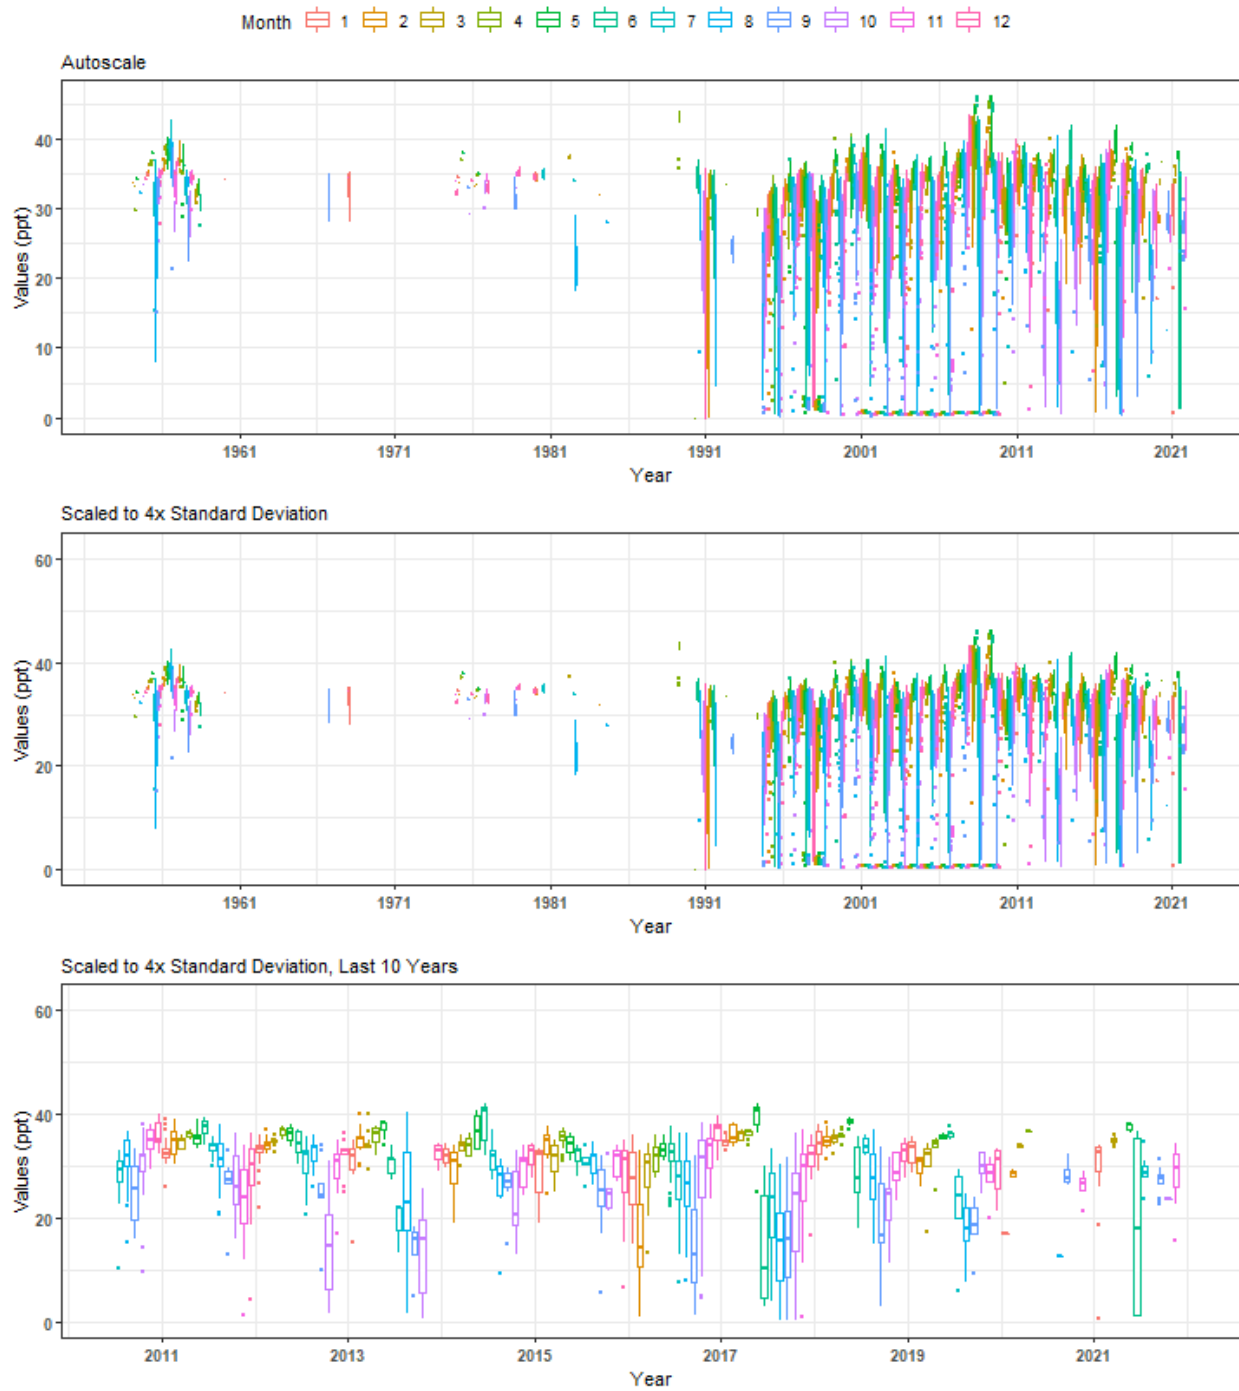 Month 1 2 3 4 5 6 7 8 9 10 11 12
Autoscale
Values (ppt)
40
30
20
10
0
1961 1971 1981 1991 2001 2011 2021
Year
Scaled to 4x Standard Deviation
Values (ppt)
60
40
20
0
1961 1971 1981 1991 2001 2011 2021
Year
Scaled to 4x Standard Deviation, Last 10 Years
Values (ppt)
60
40
20
0
2011 2013 2015 2017 2019 2021
Year